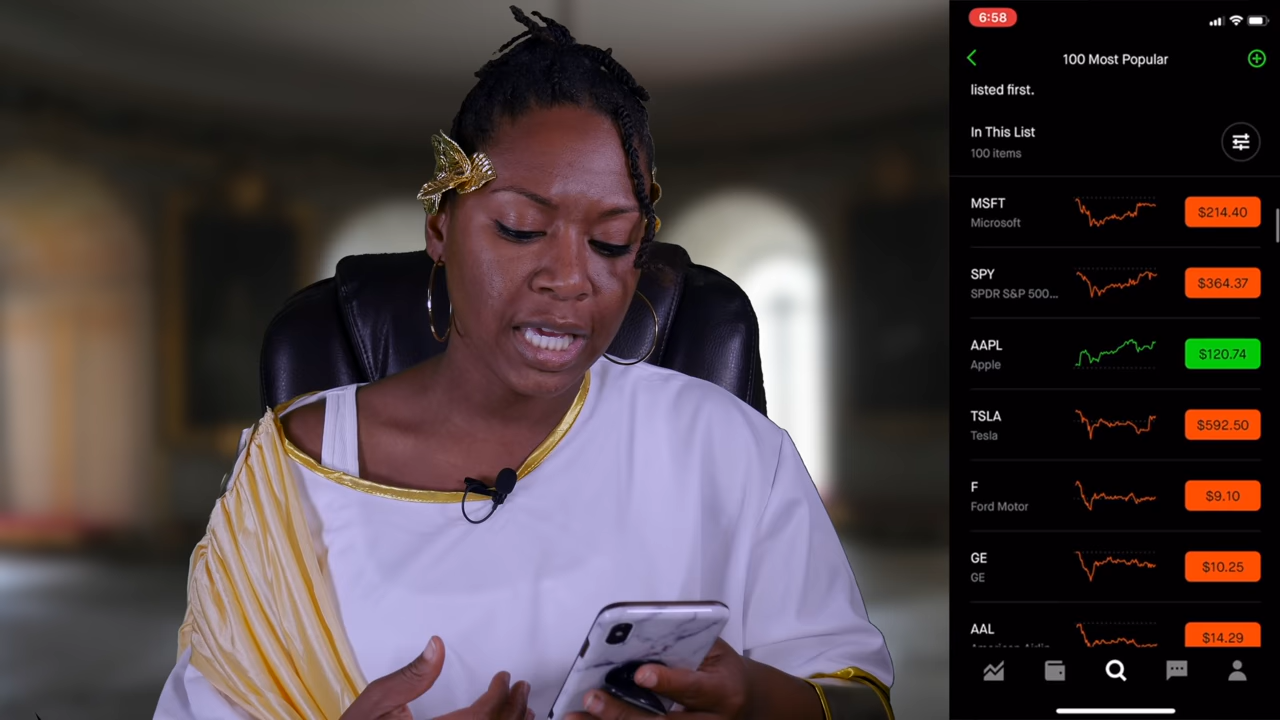 6:58
100 Most Popular
listed first.
In This List
100 items
MSFT
Microsoft
$214.40
SPY
SPDR S&P 500...
$364.37
AAPL
Apple
$120.74
TSLA
Tesla
$592.50
F
Ford Motor
$9.10
GE
GE
$10.25
AAL
$14.29